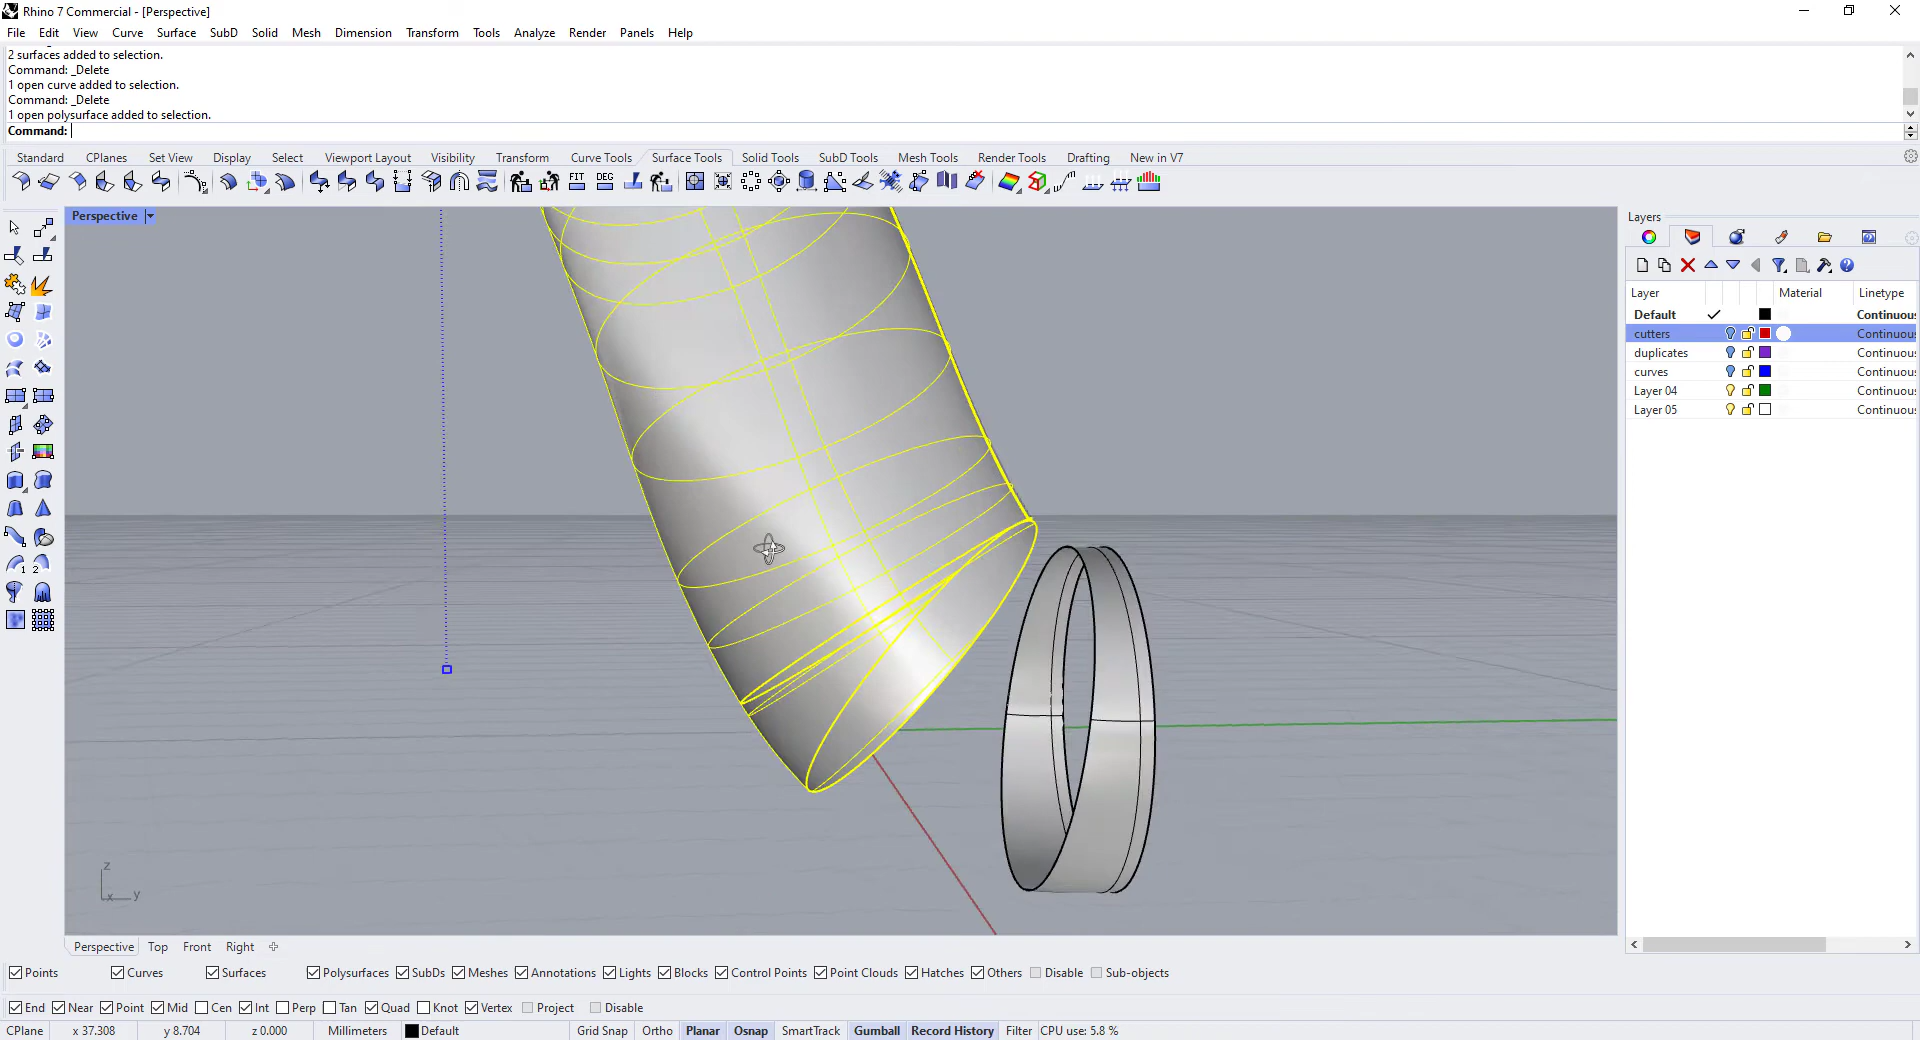 Rhino 7 Commercial - [Perspective]
File Edit View Curve Surface SubD Solid Mesh Dimension Transform Tools Analyze Render Panels Help
2 surfaces added to selection.
Command: _Delete
1 open curve added to selection.
Command: _Delete
1 open polysurface added to selection.
Command:
Standard CPlanes Set View Display Select Viewport Layout Visibility Transform Curve Tools Surface Tools Solid Tools SubD Tools Mesh Tools Render Tools Drafting New in V7
FIT DEG
Perspective
Layers
Layer Material Linetype
Default Continuous
cutters Continuous
duplicates Continuous
curves Continuous
Layer 04 Continuous
Layer 05 Continuous
1 2
z
x y
Perspective Top Front Right
Points Curves Surfaces Polysurfaces SubDs Meshes Annotations Lights Blocks Control Points Point Clouds Hatches Others Disable Sub-objects
End Near Point Mid Cen Int Perp Tan Quad Knot Vertex Project Disable
CPlane x 37.308 y 8.704 z 0.000 Millimeters Default Grid Snap Ortho Planar Osnap SmartTrack Gumball Record History Filter CPU use: 5.8 %